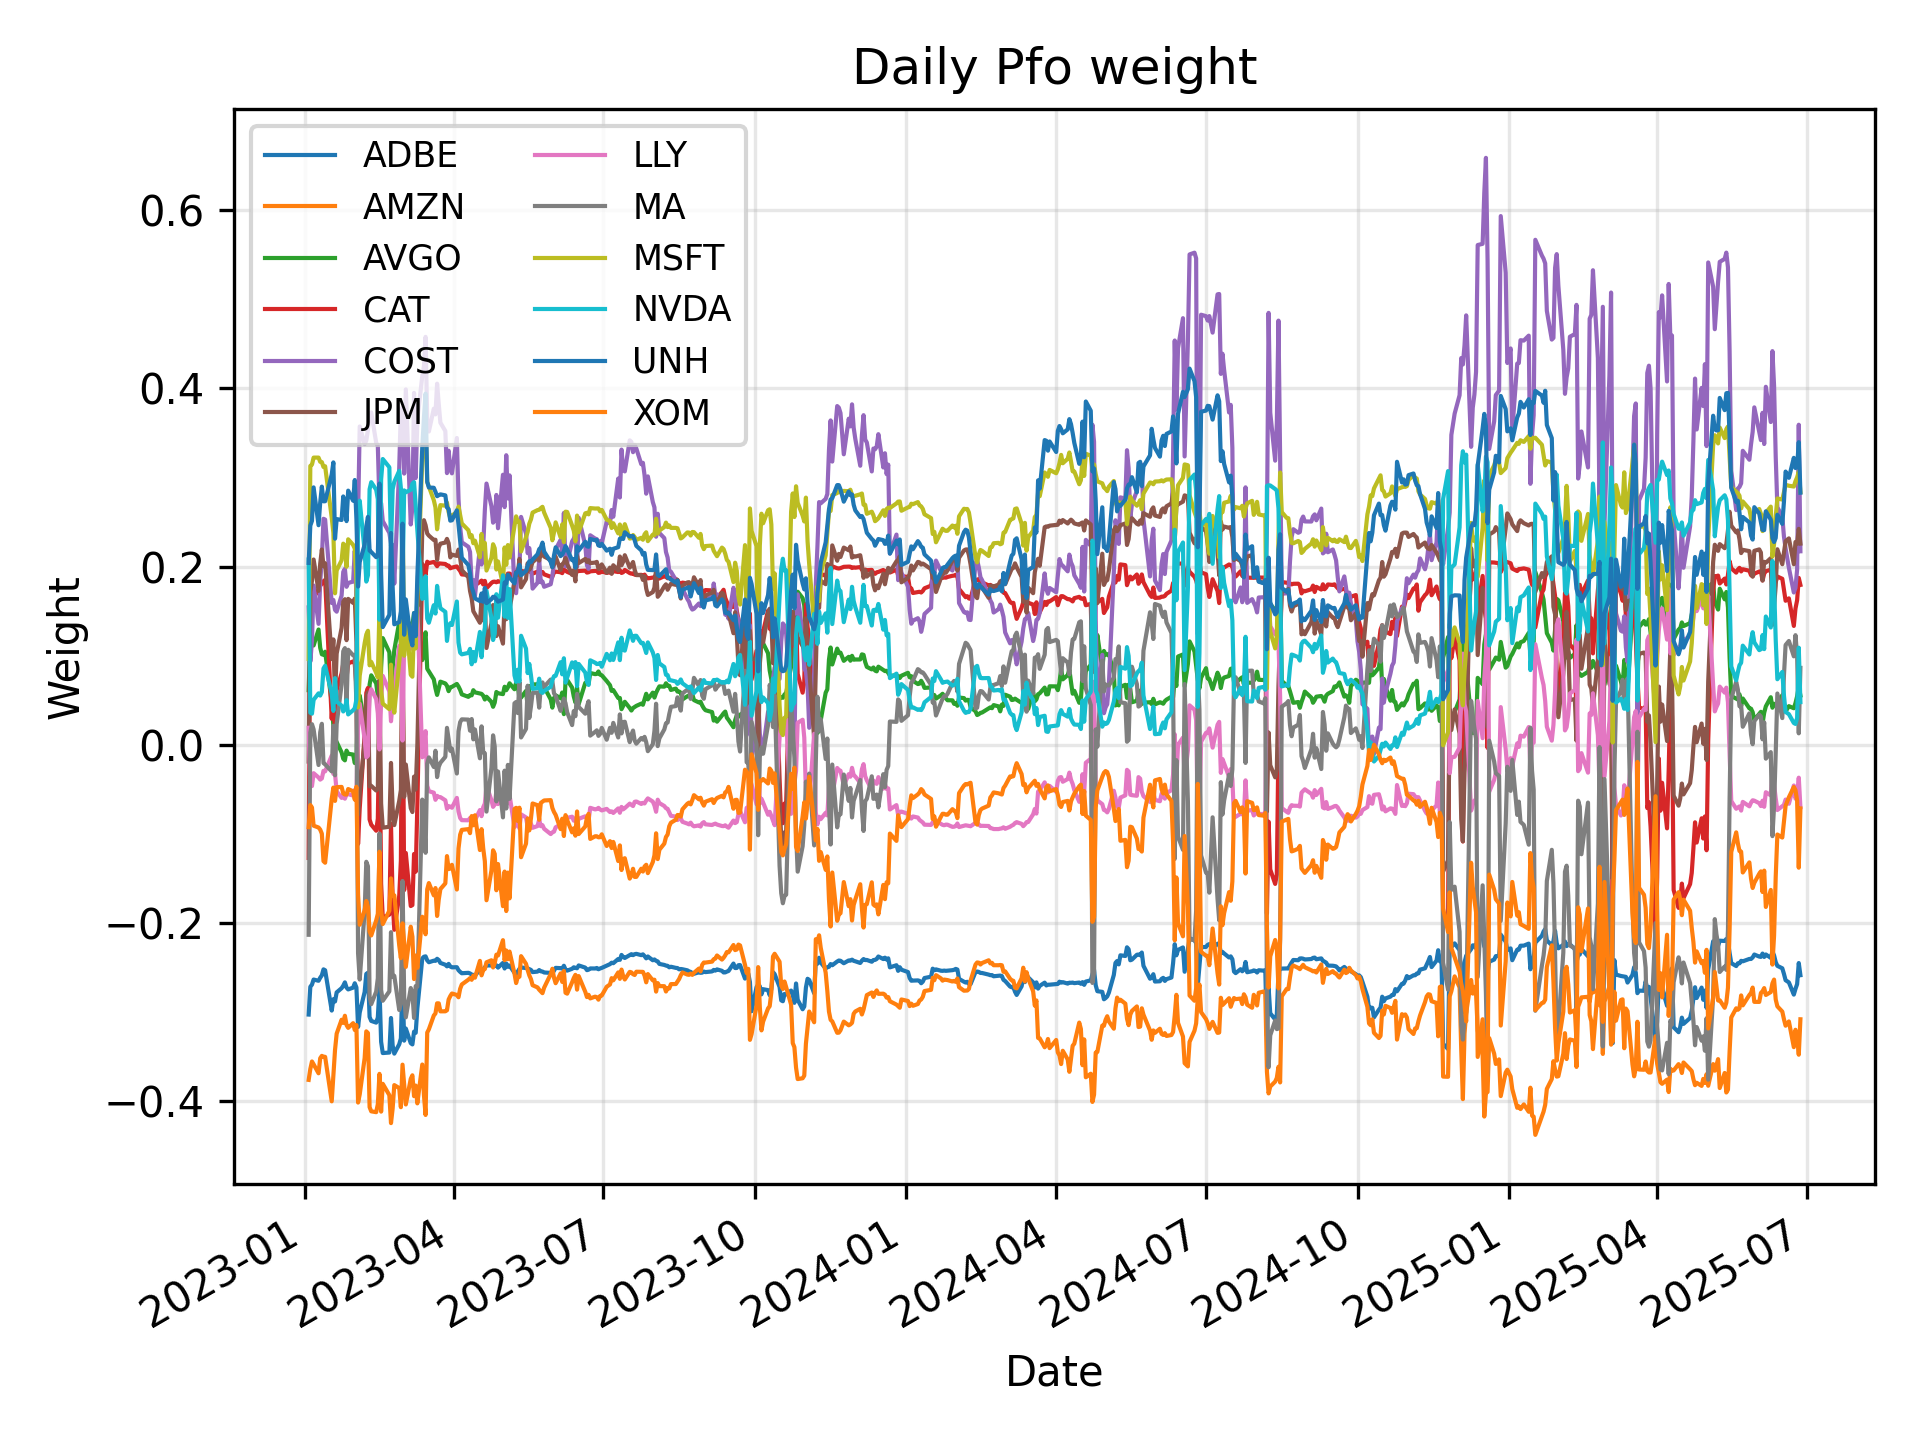 Daily Pfo weight
ADBE
AMZN
AVGO
CAT
COST
JPM
LLY
MA
MSFT
NVDA
UNH
XOM
Weight
0.6
0.4
0.2
0.0
−0.2
−0.4
2023-01
2023-04
2023-07
2023-10
2024-01
2024-04
2024-07
2024-10
2025-01
2025-04
2025-07
Date